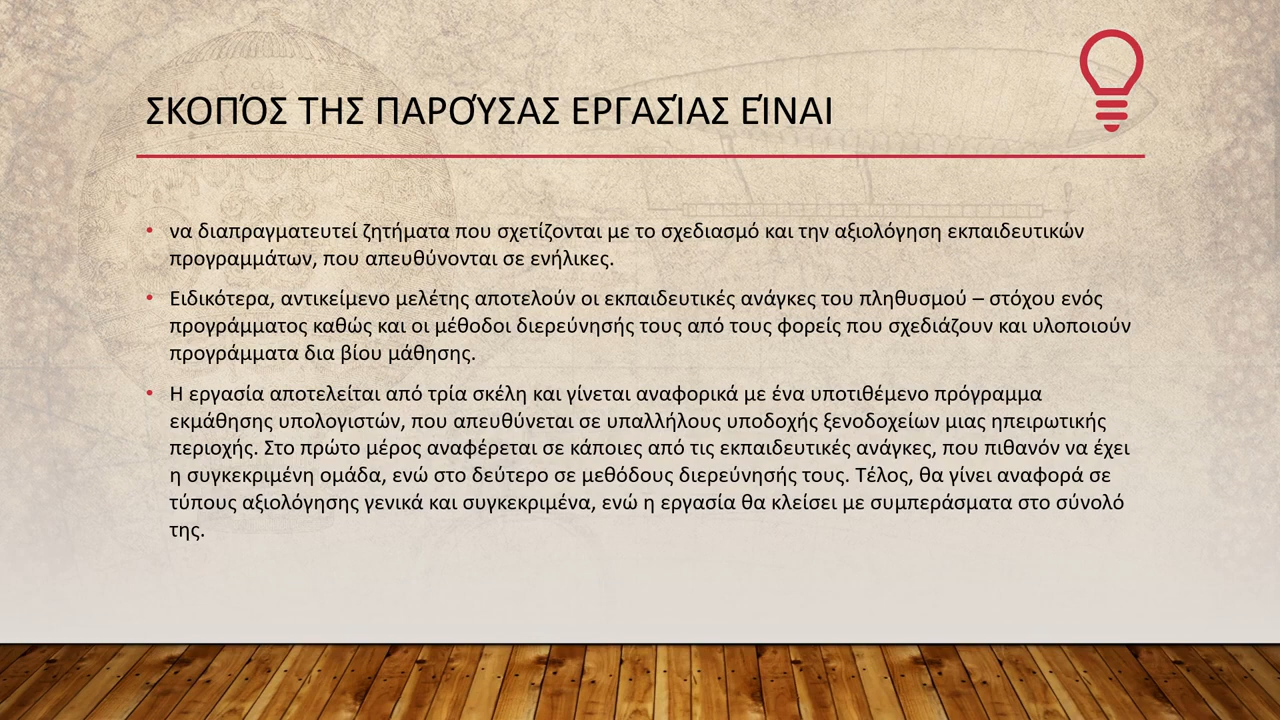 ΣΚΟΠΌΣ ΤΗΣ ΠΑΡΟΎΣΑΣ ΕΡΓΑΣΊΑΣ ΕΊΝΑΙ
• να διαπραγματευτεί ζητήματα που σχετίζονται με το σχεδιασμό και την αξιολόγηση εκπαιδευτικών
προγραμμάτων, που απευθύνονται σε ενήλικες.
• Ειδικότερα, αντικείμενο μελέτης αποτελούν οι εκπαιδευτικές ανάγκες του πληθυσμού – στόχου ενός
προγράμματος καθώς και οι μέθοδοι διερεύνησής τους από τους φορείς που σχεδιάζουν και υλοποιούν
προγράμματα δια βίου μάθησης.
• Η εργασία αποτελείται από τρία σκέλη και γίνεται αναφορικά με ένα υποτιθέμενο πρόγραμμα
εκμάθησης υπολογιστών, που απευθύνεται σε υπαλλήλους υποδοχής ξενοδοχείων μιας ηπειρωτικής
περιοχής. Στο πρώτο μέρος αναφέρεται σε κάποιες από τις εκπαιδευτικές ανάγκες, που πιθανόν να έχει
η συγκεκριμένη ομάδα, ενώ στο δεύτερο σε μεθόδους διερεύνησής τους. Τέλος, θα γίνει αναφορά σε
τύπους αξιολόγησης γενικά και συγκεκριμένα, ενώ η εργασία θα κλείσει με συμπεράσματα στο σύνολό
της.